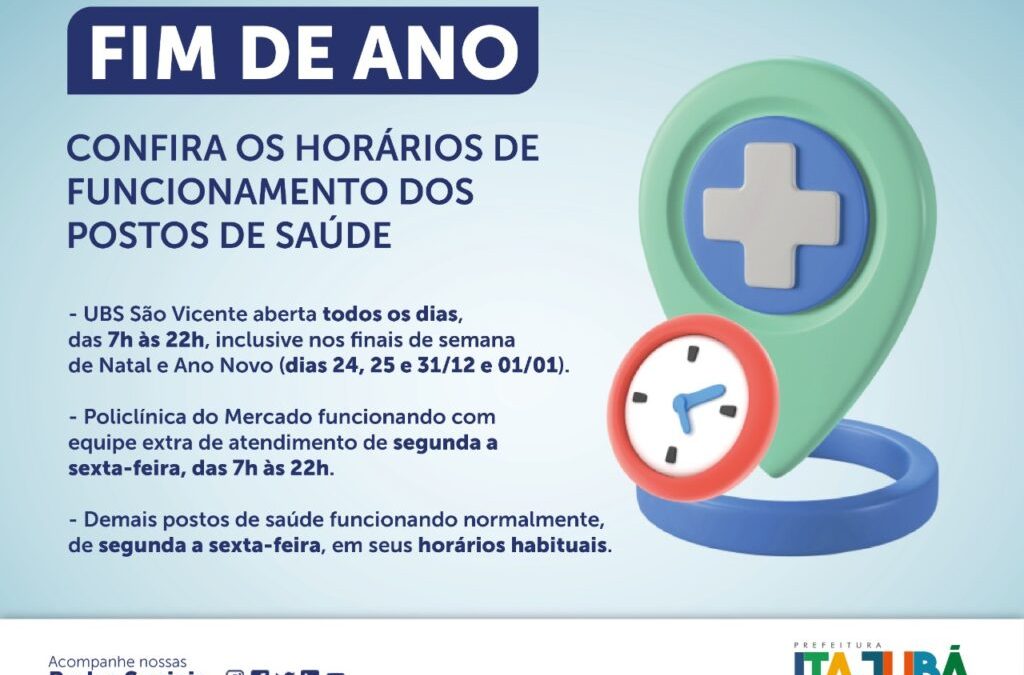 FIM DE ANO
CONFIRA OS HORÁRIOS DE
FUNCIONAMENTO DOS
POSTOS DE SAÚDE
- UBS São Vicente aberta todos os dias,
das 7h às 22h, inclusive nos finais de semana
de Natal e Ano Novo (dias 24, 25 e 31/12 e 01/01).
- Policlínica do Mercado funcionando com
equipe extra de atendimento de segunda a
sexta-feira, das 7h às 22h.
- Demais postos de saúde funcionando normalmente,
de segunda a sexta-feira, em seus horários habituais.
Acompanhe nossas
PREFEITURA
ITAJUBÁ